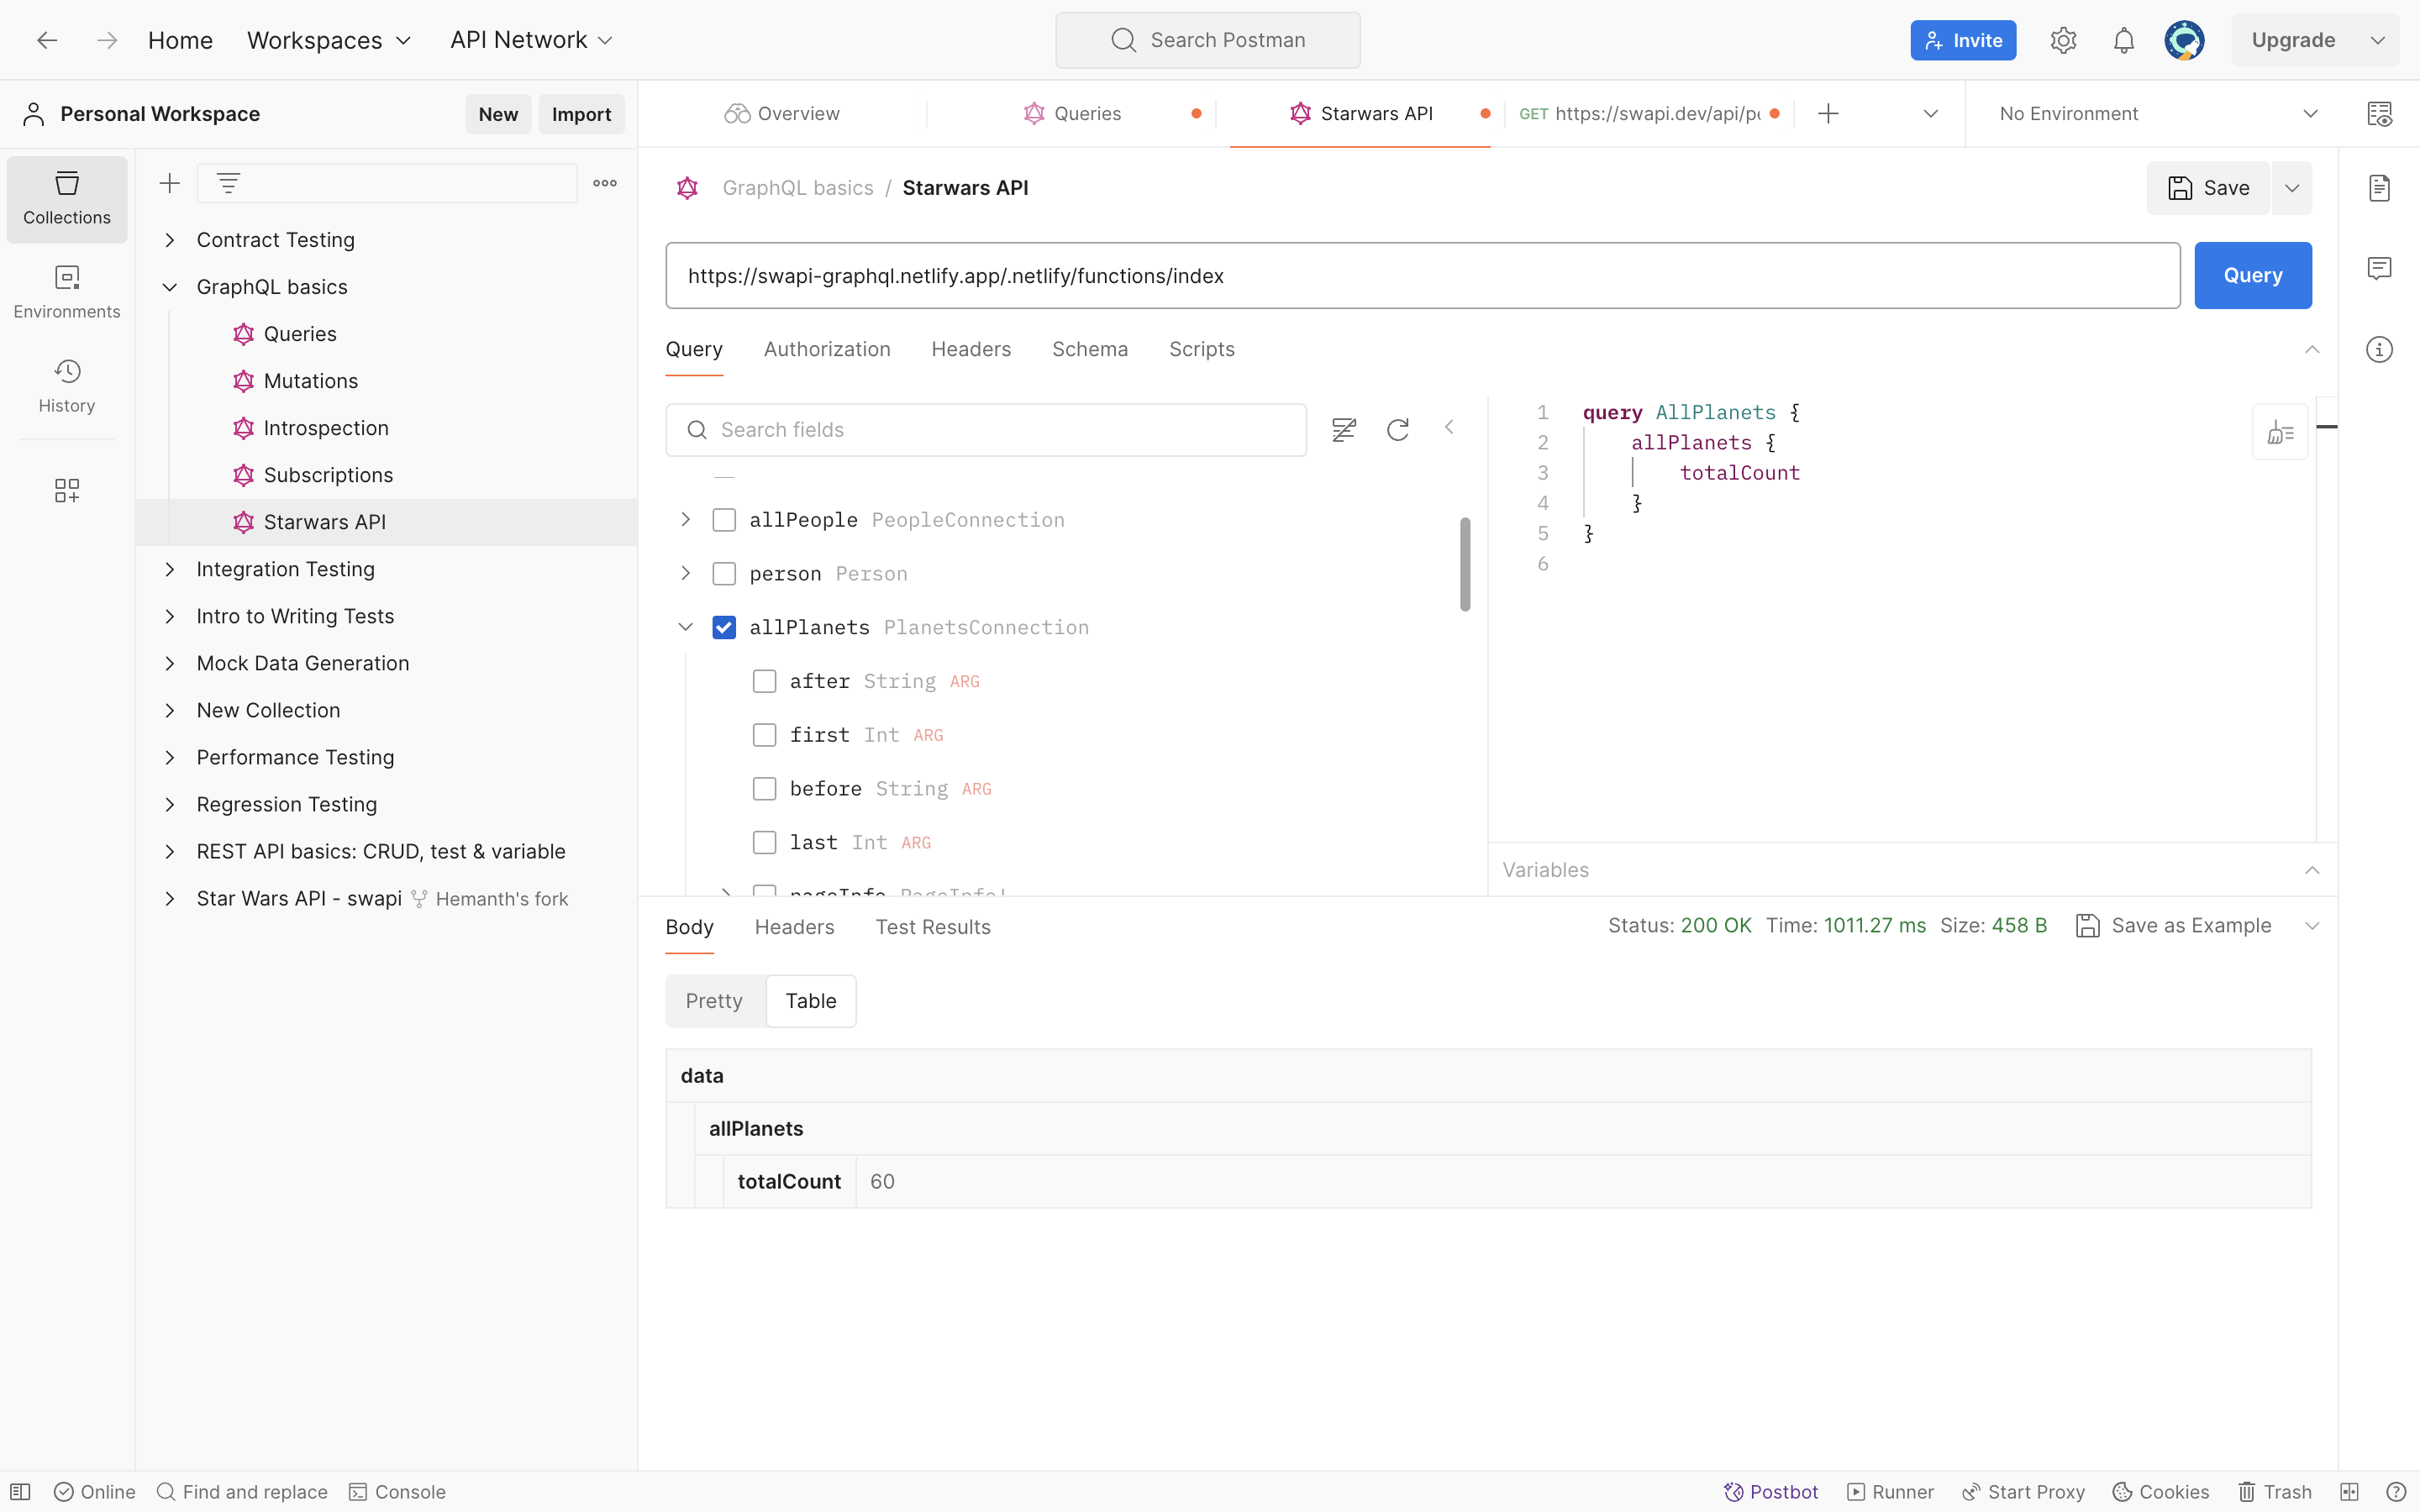 Home Workspaces API Network
Search Postman
Invite
Upgrade
Personal Workspace
New Import
Overview
Queries
Starwars API
GET https://swapi.dev/api/p
No Environment
Collections
Environments
History
Contract Testing
GraphQL basics
Queries
Mutations
Introspection
Subscriptions
Starwars API
Integration Testing
Intro to Writing Tests
Mock Data Generation
New Collection
Performance Testing
Regression Testing
REST API basics: CRUD, test & variable
Star Wars API - swapi Hemanth's fork
GraphQL basics / Starwars API
Save
https://swapi-graphql.netlify.app/.netlify/functions/index
Query
Query Authorization Headers Schema Scripts
Search fields
allPeople PeopleConnection
person Person
allPlanets PlanetsConnection
after String ARG
first Int ARG
before String ARG
last Int ARG
pageInfo PageInfo!
1 query AllPlanets {
2 allPlanets {
3 totalCount
4 }
5 }
6
Variables
Body Headers Test Results
Status: 200 OK Time: 1011.27 ms Size: 458 B Save as Example
Pretty Table
data
allPlanets
totalCount 60
Online Find and replace Console
Postbot Runner Start Proxy Cookies Trash